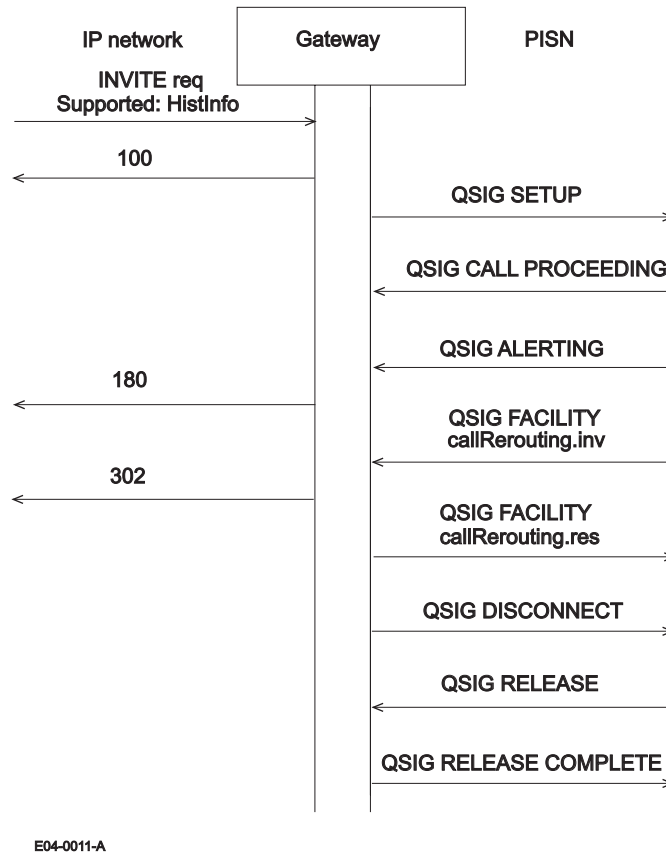 IP network
Gateway
PISN
INVITE req
Supported: HistInfo
100
QSIG SETUP
QSIG CALL PROCEEDING
QSIG ALERTING
180
QSIG FACILITY
callRerouting.inv
302
QSIG FACILITY
callRerouting.res
QSIG DISCONNECT
QSIG RELEASE
QSIG RELEASE COMPLETE
E04-0011-A